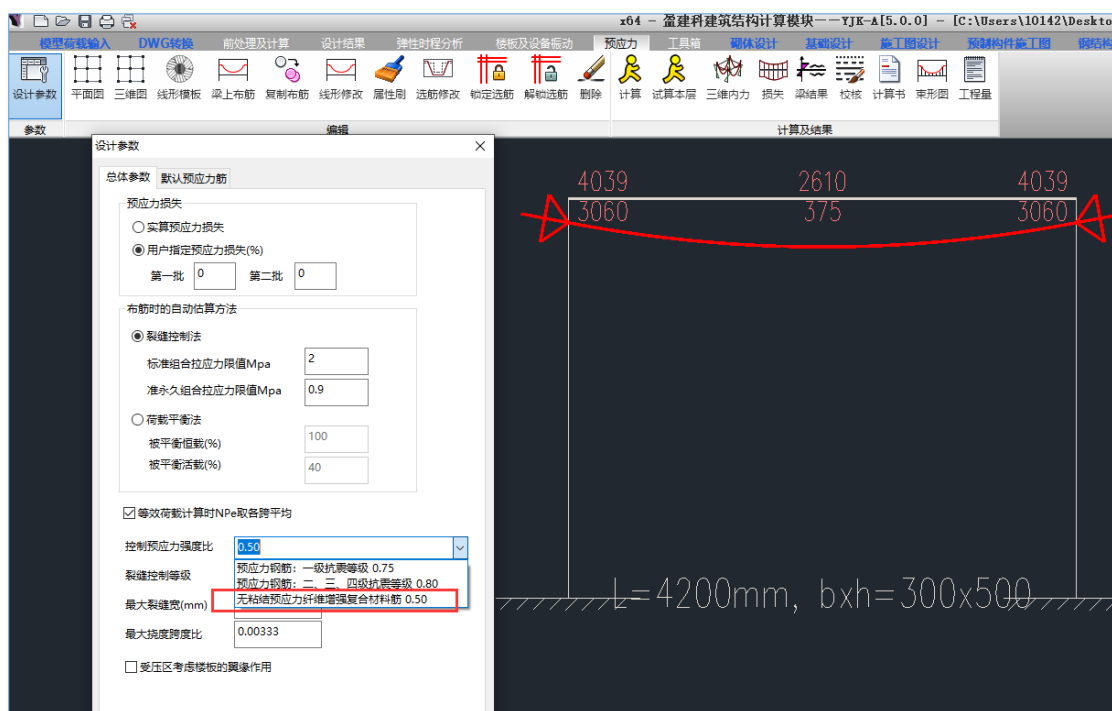 x64 - 盈建科建筑结构计算模块---YJK-A[5.0.0] - [C:\Users\10142\Deskto
模型荷载输入 DWG转换 前处理及计算 设计结果 弹性时程分析 楼板及设备振动 预应力 工具箱 砌体设计 基础设计 施工图设计 预制构件施工图 钢结构
设计参数 平面图 三维图 线形模板 梁上布筋 复制布筋 线形修改 属性刷 选筋修改 锁定选筋 解锁选筋 删除 计算 试算本层 三维内力 损失 梁结果 校核 计算书 束形图 工程量
参数 编辑 计算及结果
设计参数
总体参数 默认预应力筋
预应力损失
实算预应力损失
用户指定预应力损失(%)
第一批 0 第二批 0
布筋时的自动估算方法
裂缝控制法
标准组合拉应力限值Mpa 2
准永久组合拉应力限值Mpa 0.9
荷载平衡法
被平衡恒载(%) 100
被平衡活载(%) 40
等效荷载计算时NPe取各跨平均
控制预应力强度比 0.50
预应力钢筋：一级抗震等级 0.75
裂缝控制等级
预应力钢筋：二、三、四级抗震等级 0.80
无粘结预应力纤维增强复合材料筋 0.50
最大裂缝宽(mm)
最大挠度跨度比 0.00333
受压区考虑楼板的翼缘作用
4039 2610 4039
3060 375 3060
L=4200mm, bxh=300x500